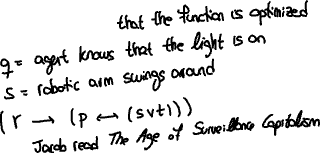 that the function is optimized
q = agent knows that the light is on
s = robotic arm swings around
(r → (p ↔ (s∨t)))
Jacob read The Age of Surveillance Capitalism